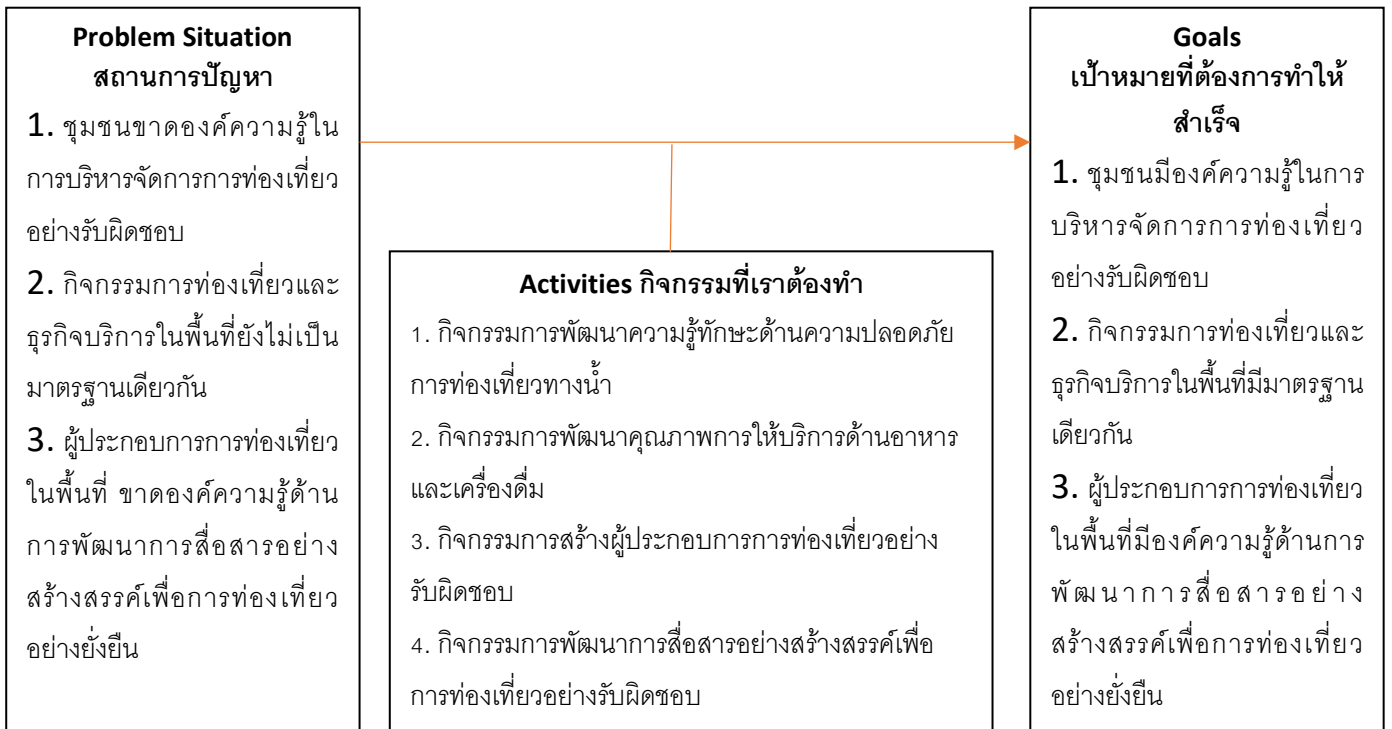 Problem Situation
สถานการปัญหา
1. ชุมชนขาดองค์ความรู้ใน
การบริหารจัดการการท่องเที่ยว
อย่างรับผิดชอบ
2. กิจกรรมการท่องเที่ยวและ
ธุรกิจบริการในพื้นที่ยังไม่เป็น
มาตรฐานเดียวกัน
3. ผู้ประกอบการการท่องเที่ยว
ในพื้นที่ ขาดองค์ความรู้ด้าน
การพัฒนาการสื่อสารอย่าง
สร้างสรรค์เพื่อการท่องเที่ยว
อย่างยั่งยืน
Activities กิจกรรมที่เราต้องทำ
1. กิจกรรมการพัฒนาความรู้ทักษะด้านความปลอดภัย
การท่องเที่ยวทางน้ำ
2. กิจกรรมการพัฒนาคุณภาพการให้บริการด้านอาหาร
และเครื่องดื่ม
3. กิจกรรมการสร้างผู้ประกอบการการท่องเที่ยวอย่าง
รับผิดชอบ
4. กิจกรรมการพัฒนาการสื่อสารอย่างสร้างสรรค์เพื่อ
การท่องเที่ยวอย่างรับผิดชอบ
Goals
เป้าหมายที่ต้องการทำให้
สำเร็จ
1. ชุมชนมีองค์ความรู้ในการ
บริหารจัดการการท่องเที่ยว
อย่างรับผิดชอบ
2. กิจกรรมการท่องเที่ยวและ
ธุรกิจบริการในพื้นที่มีมาตรฐาน
เดียวกัน
3. ผู้ประกอบการการท่องเที่ยว
ในพื้นที่มีองค์ความรู้ด้านการ
พัฒนาการสื่อสารอย่าง
สร้างสรรค์เพื่อการท่องเที่ยว
อย่างยั่งยืน